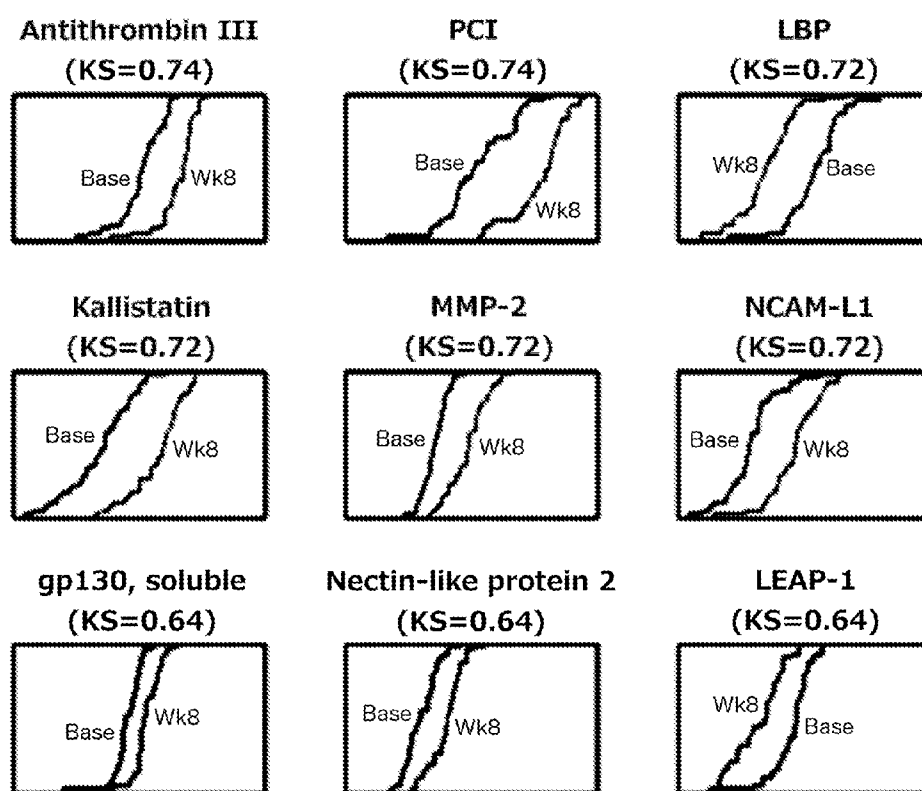 Antithrombin III
(KS=0.74)
Base
Wk8
PCI
(KS=0.74)
Base
Wk8
LBP
(KS=0.72)
Wk8
Base
Kallistatin
(KS=0.72)
Base
Wk8
MMP-2
(KS=0.72)
Base
Wk8
NCAM-L1
(KS=0.72)
Base
Wk8
gp130, soluble
(KS=0.64)
Base
Wk8
Nectin-like protein 2
(KS=0.64)
Base
Wk8
LEAP-1
(KS=0.64)
Wk8
Base